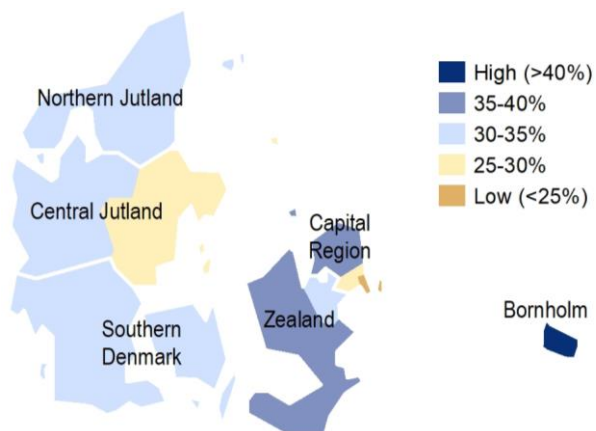 Northern Jutland
Central Jutland
Southern
Denmark
Capital
Region
Zealand
Bornholm
High (>40%)
35-40%
30-35%
25-30%
Low (<25%)